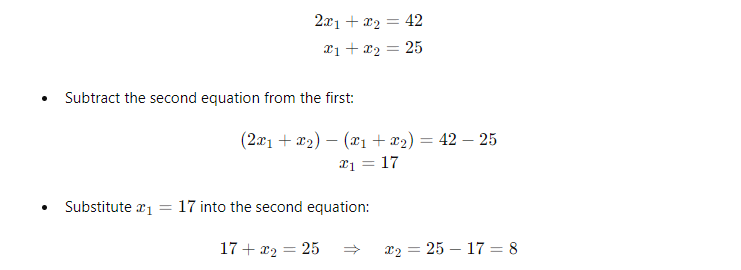 2x₁ + x₂ = 42
x₁ + x₂ = 25
• Subtract the second equation from the first:
(2x₁ + x₂) − (x₁ + x₂) = 42 − 25
x₁ = 17
• Substitute x₁ = 17 into the second equation:
17 + x₂ = 25 ⇒ x₂ = 25 − 17 = 8